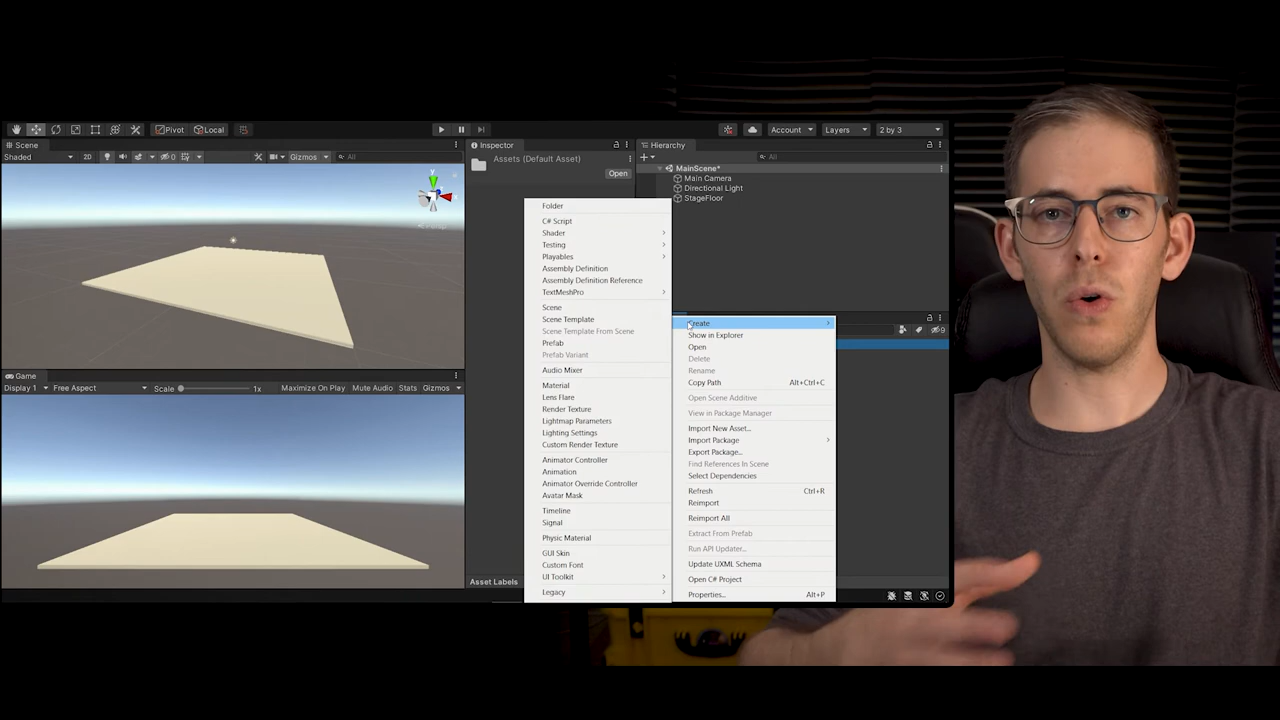 Pivot
Local
Account
Layers
2 by 3
Scene
Inspector
Hierarchy
Shaded
2D
0
Gizmos
All
Assets (Default Asset)
Open
All
MainScene*
Main Camera
Directional Light
StageFloor
y
Folder
C# Script
Shader
Testing
Playables
Assembly Definition
Assembly Definition Reference
TextMeshPro
Scene
Scene Template
Scene Template From Scene
Prefab
Prefab Variant
Audio Mixer
Material
Lens Flare
Render Texture
Lightmap Parameters
Lighting Settings
Custom Render Texture
Animator Controller
Animation
Animator Override Controller
Avatar Mask
Timeline
Signal
Physic Material
GUI Skin
Custom Font
UI Toolkit
Legacy
Create
Show in Explorer
Open
Delete
Rename
Copy Path Alt+Ctrl+C
Open Scene Additive
View in Package Manager
Import New Asset...
Import Package
Export Package...
Find References In Scene
Select Dependencies
Refresh Ctrl+R
Reimport
Reimport All
Extract From Prefab
Run API Updater...
Update UXML Schema
Open C# Project
Properties... Alt+P
9
Game
Display 1
Free Aspect
Scale
1x
Maximize On Play
Mute Audio
Stats
Gizmos
Asset Labels